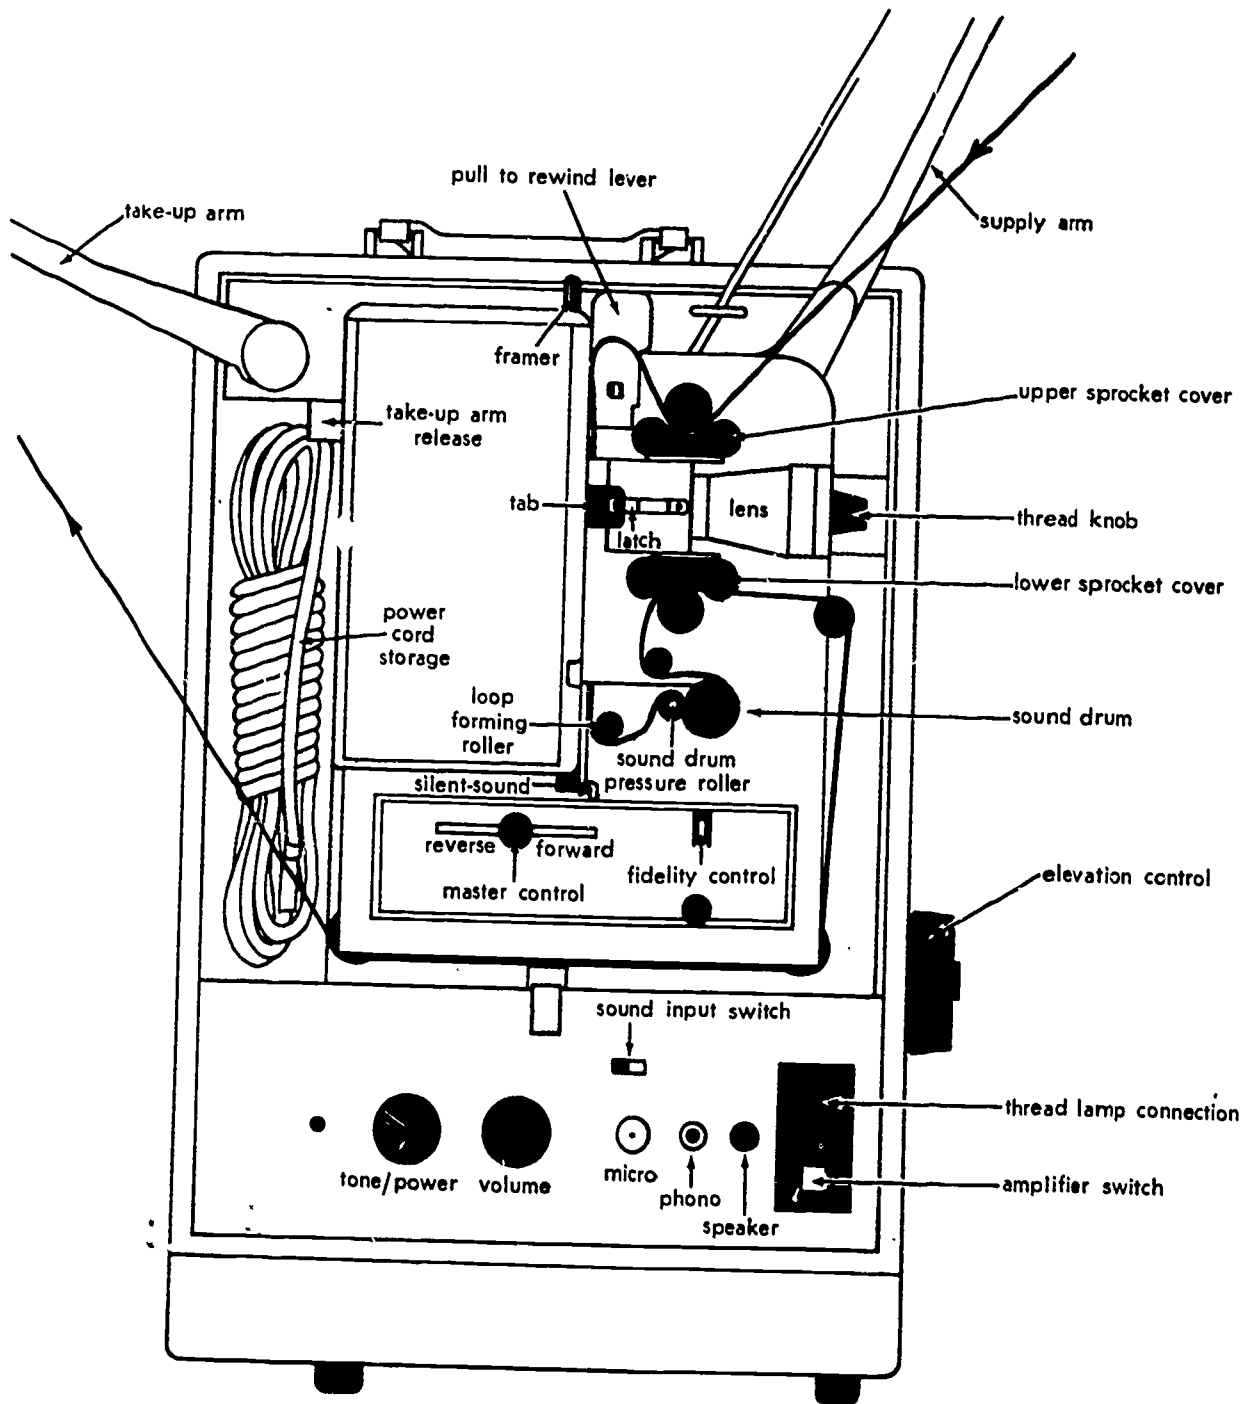 pull to rewind lever
take-up arm
supply arm
framer
upper sprocket cover
take-up arm
release
tab
lens
thread knob
latch
lower sprocket cover
power
cord
storage
loop
forming
roller
sound drum
sound drum
pressure roller
silent-sound
reverse
forward
master control
fidelity control
elevation control
sound input switch
thread lamp connection
tone/power
volume
micro
phono
speaker
amplifier switch